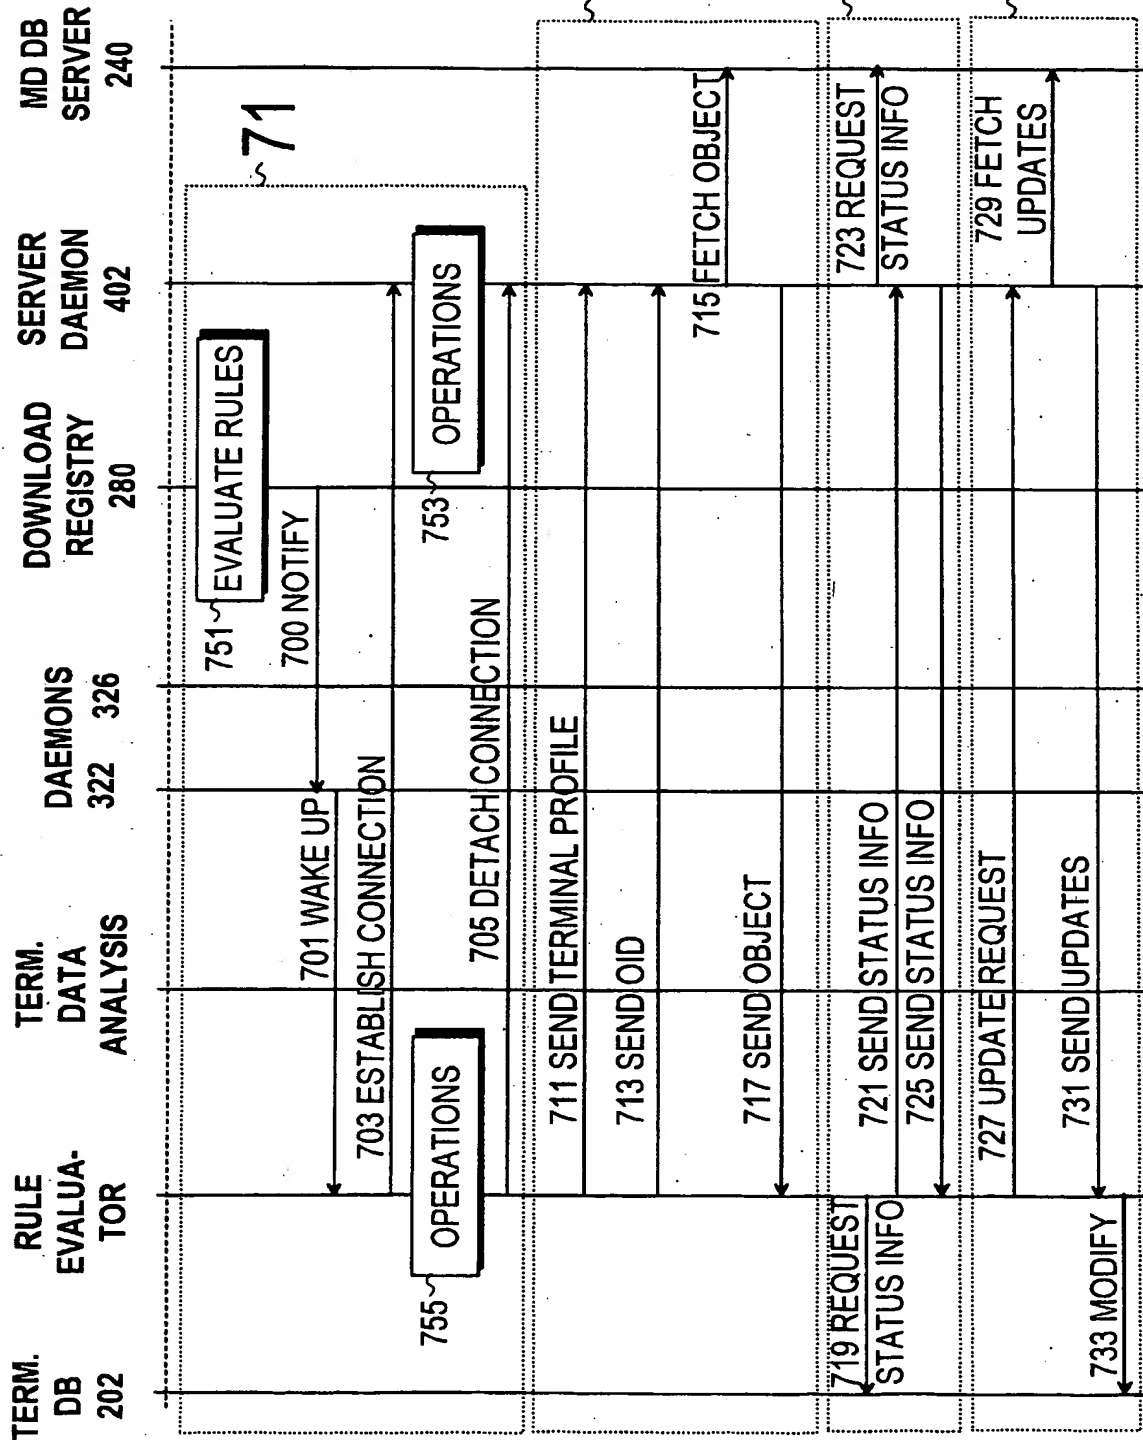 TERM.
DB
202
RULE
EVALUA-
TOR
TERM.
DATA
ANALYSIS
DAEMONS
322 326
DOWNLOAD
REGISTRY
280
SERVER
DAEMON
402
MD DB
SERVER
240
71
751
EVALUATE RULES
700 NOTIFY
701 WAKE UP
703 ESTABLISH CONNECTION
755
OPERATIONS
753
OPERATIONS
705 DETACH CONNECTION
711 SEND TERMINAL PROFILE
713 SEND OID
715 FETCH OBJECT
717 SEND OBJECT
719 REQUEST
STATUS INFO
721 SEND STATUS INFO
723 REQUEST
STATUS INFO
725 SEND STATUS INFO
727 UPDATE REQUEST
729 FETCH
UPDATES
731 SEND UPDATES
733 MODIFY